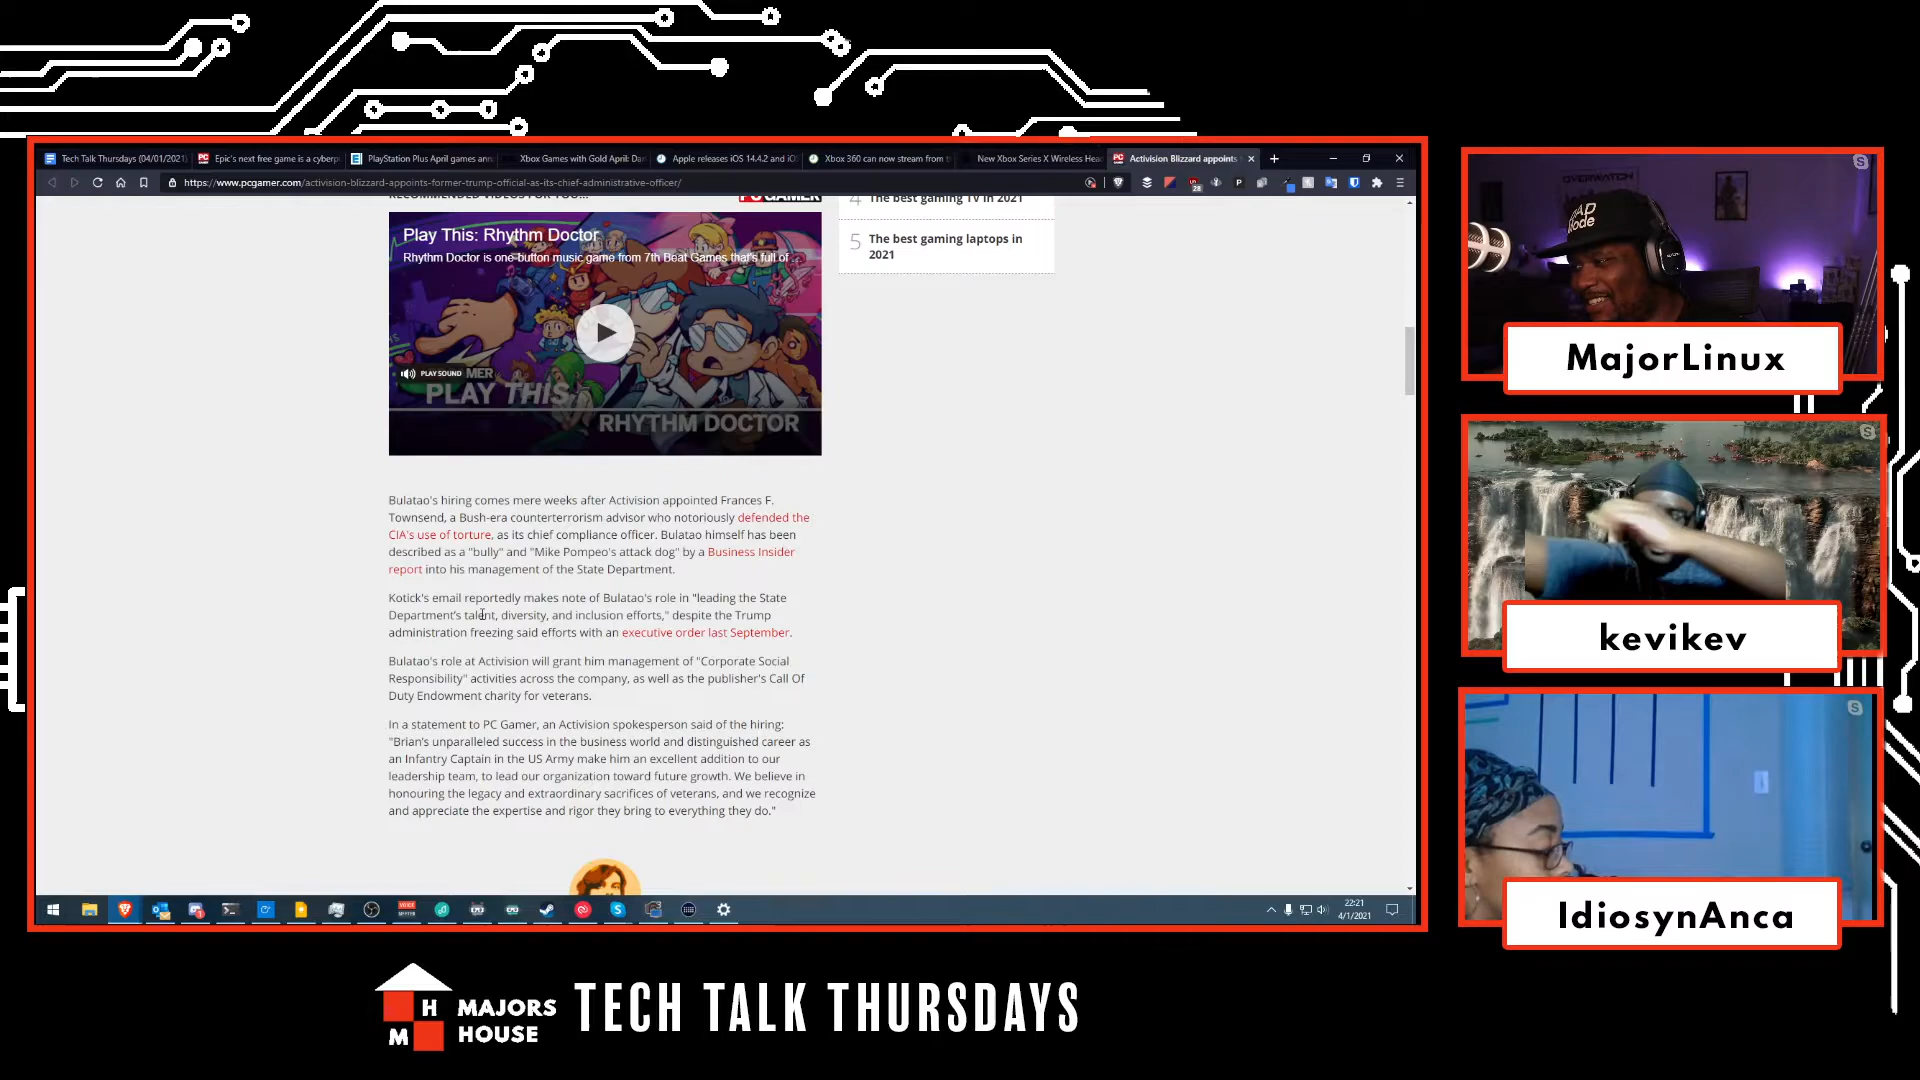 Tech Talk Thursdays (04/01/2021)
Epic's next free game is a cyberp
PlayStation Plus April games ann
Xbox Games with Gold April: Dar
Apple releases iOS 14.4.2 and iO
Xbox 360 can now stream from t
New Xbox Series X Wireless Hea
Activision Blizzard appoints
https://www.pcgamer.com/activision-blizzard-appoints-former-trump-official-as-its-chief-administrative-officer/
RECOMMENDED VIDEOS FOR YOU...
PC GAMER
4 The best gaming TV in 2021
5 The best gaming laptops in
2021
Play This: Rhythm Doctor
Rhythm Doctor is one-button music game from 7th Beat Games that's full of
PLAY SOUND
MER
PLAY THIS
RHYTHM DOCTOR
Bulatao's hiring comes mere weeks after Activision appointed Frances F.
Townsend, a Bush-era counterterrorism advisor who notoriously defended the
CIA's use of torture, as its chief compliance officer. Bulatao himself has been
described as a "bully" and "Mike Pompeo's attack dog" by a Business Insider
report into his management of the State Department.
Kotick's email reportedly makes note of Bulatao's role in "leading the State
Department's talent, diversity, and inclusion efforts," despite the Trump
administration freezing said efforts with an executive order last September.
Bulatao's role at Activision will grant him management of "Corporate Social
Responsibility" activities across the company, as well as the publisher's Call Of
Duty Endowment charity for veterans.
In a statement to PC Gamer, an Activision spokesperson said of the hiring:
"Brian's unparalleled success in the business world and distinguished career as
an Infantry Captain in the US Army make him an excellent addition to our
leadership team, to lead our organization toward future growth. We believe in
honouring the legacy and extraordinary sacrifices of veterans, and we recognize
and appreciate the expertise and rigor they bring to everything they do."
22:21
4/1/2021
OVERWATCH
MajorLinux
kevikev
IdiosynAnca
H
M
MAJORS
HOUSE
TECH TALK THURSDAYS